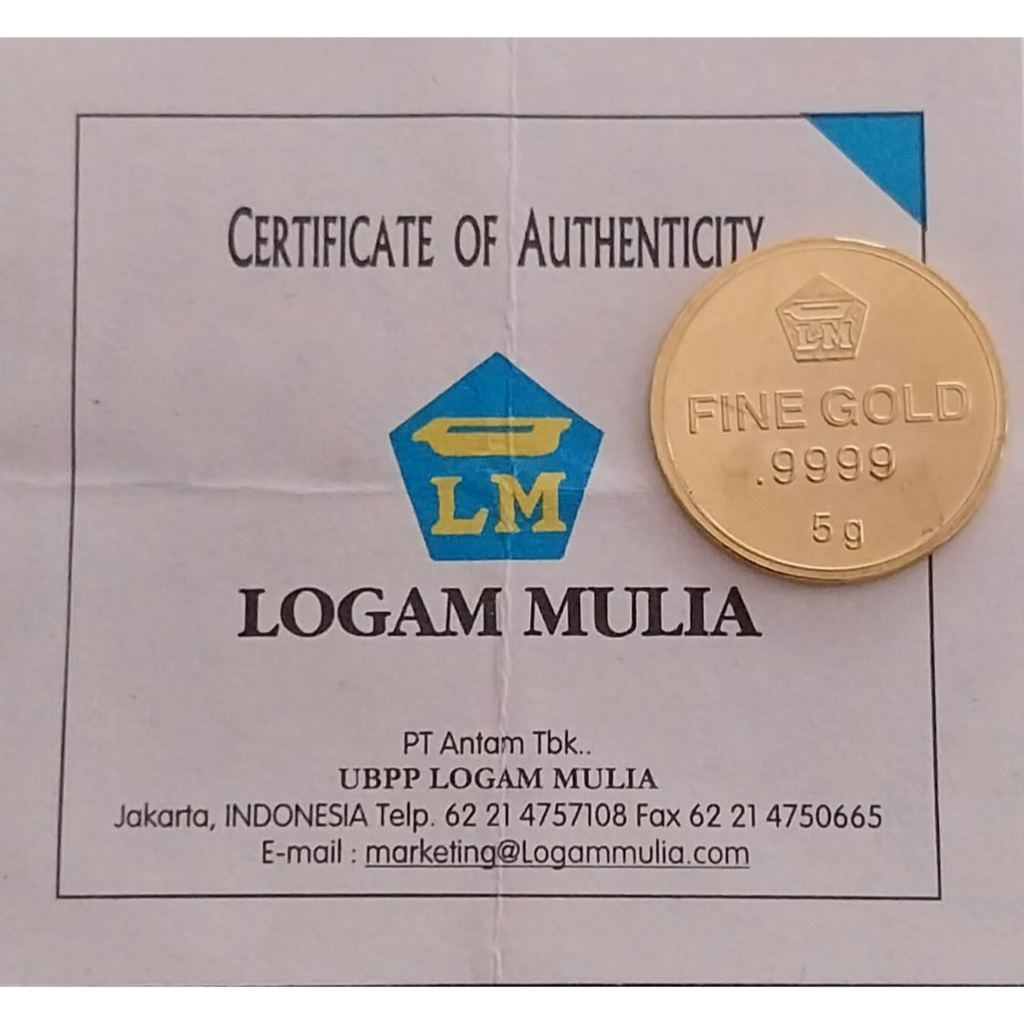 CERTIFICATE OF AUTHENTICITY
LM
LOGAM MULIA
PT Antam Tbk..
UBPP LOGAM MULIA
Jakarta, INDONESIA Telp. 62 21 4757108 Fax 62 21 4750665
E-mail : marketing@Logammulia.com
LM
FINE GOLD
.9999
5 g